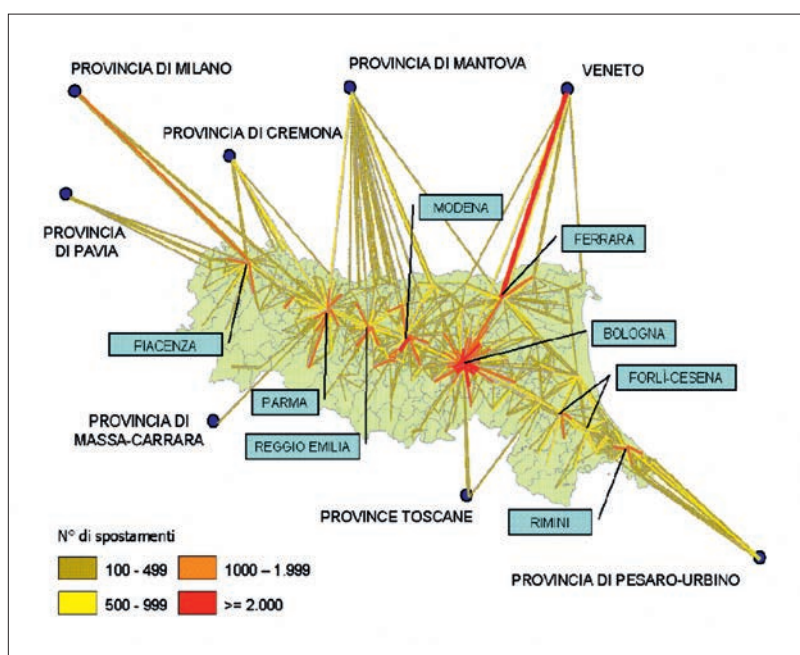 PROVINCIA DI MILANO
PROVINCIA DI MANTOVA
VENETO
PROVINCIA DI CREMONA
MODENA
PROVINCIA
DI PAVIA
FERRARA
PIACENZA
BOLOGNA
PARMA
FORLÌ-CESENA
PROVINCIA DI
MASSA-CARRARA
REGGIO EMILIA
PROVINCE TOSCANE
RIMINI
PROVINCIA DI PESARO-URBINO
N° di spostamenti
100 - 499
1000 – 1.999
500 - 999
>= 2.000